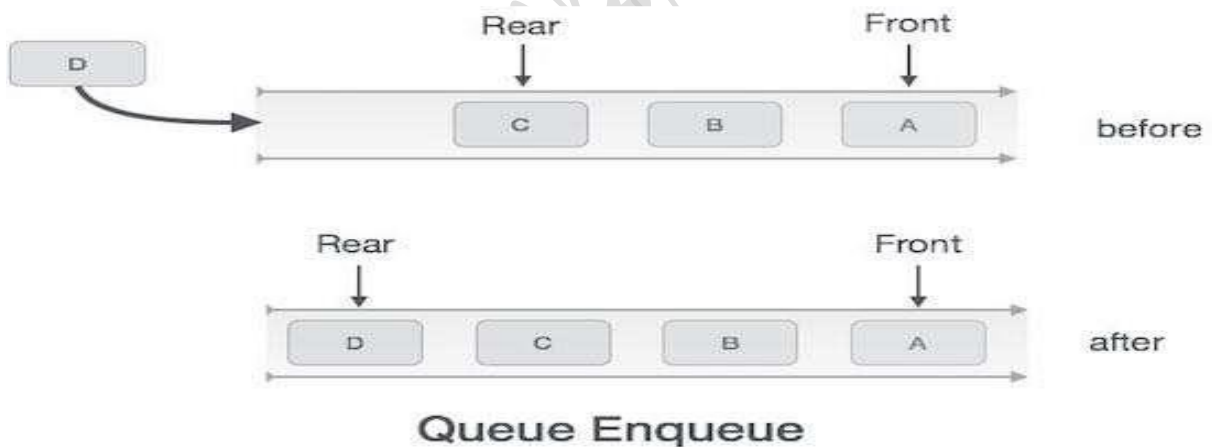 Rear Front
D
C B A before
Rear Front
D C B A after
Queue Enqueue